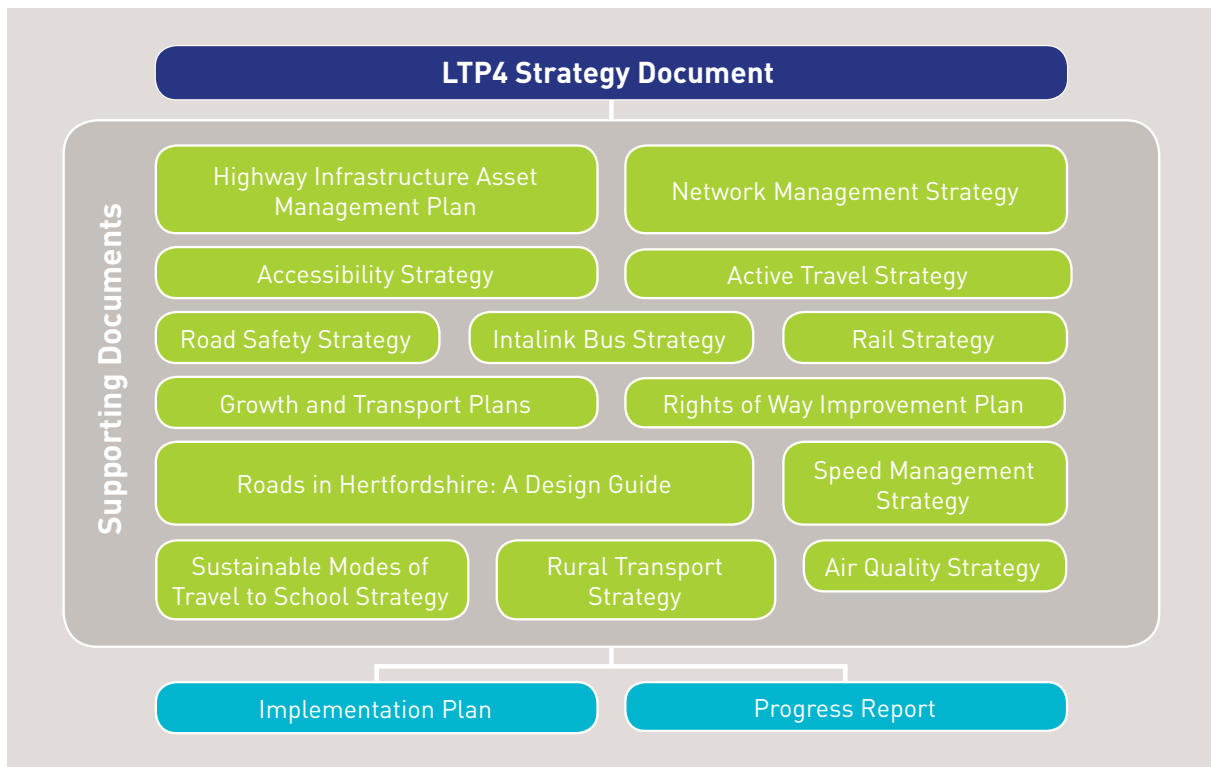 LTP4 Strategy Document
Supporting Documents
Highway Infrastructure Asset
Management Plan
Network Management Strategy
Accessibility Strategy
Active Travel Strategy
Road Safety Strategy
Intalink Bus Strategy
Rail Strategy
Growth and Transport Plans
Rights of Way Improvement Plan
Roads in Hertfordshire: A Design Guide
Speed Management
Strategy
Sustainable Modes of
Travel to School Strategy
Rural Transport
Strategy
Air Quality Strategy
Implementation Plan
Progress Report